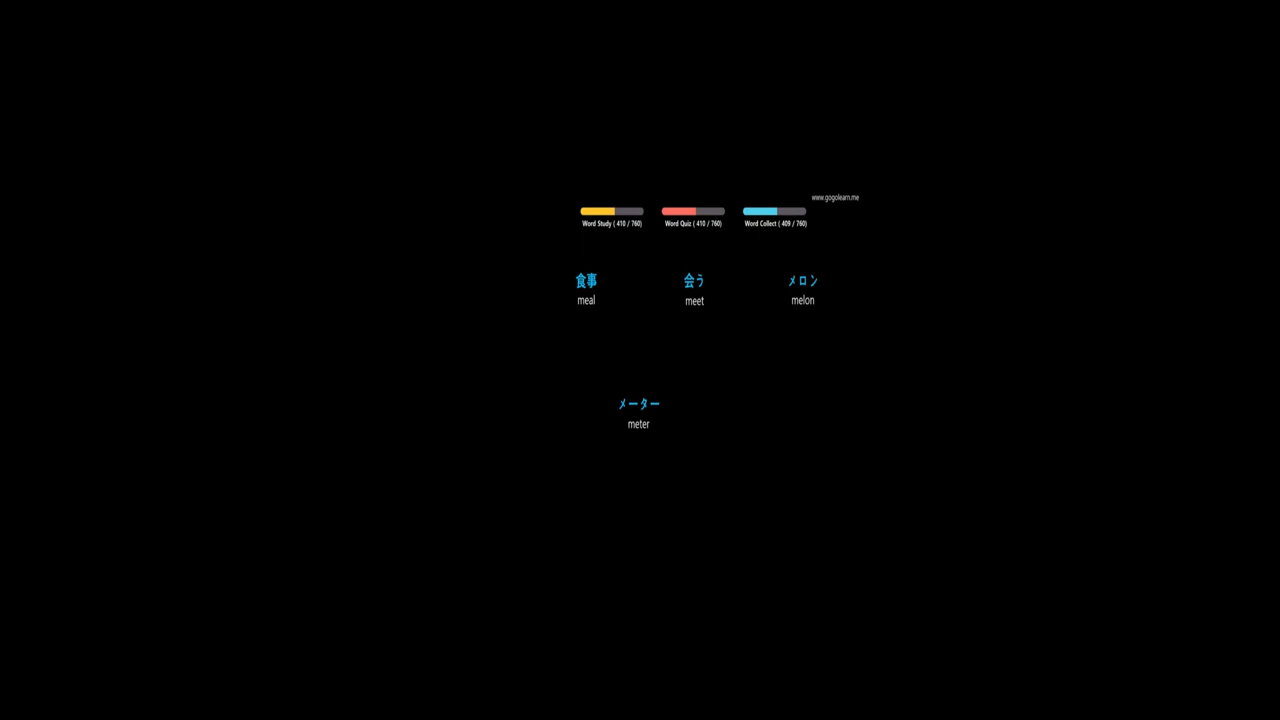 www.gogolearn.me
Word Study ( 410 / 760)
Word Quiz ( 410 / 760)
Word Collect ( 409 / 760)
食事
meal
会う
meet
メロン
melon
メーター
meter